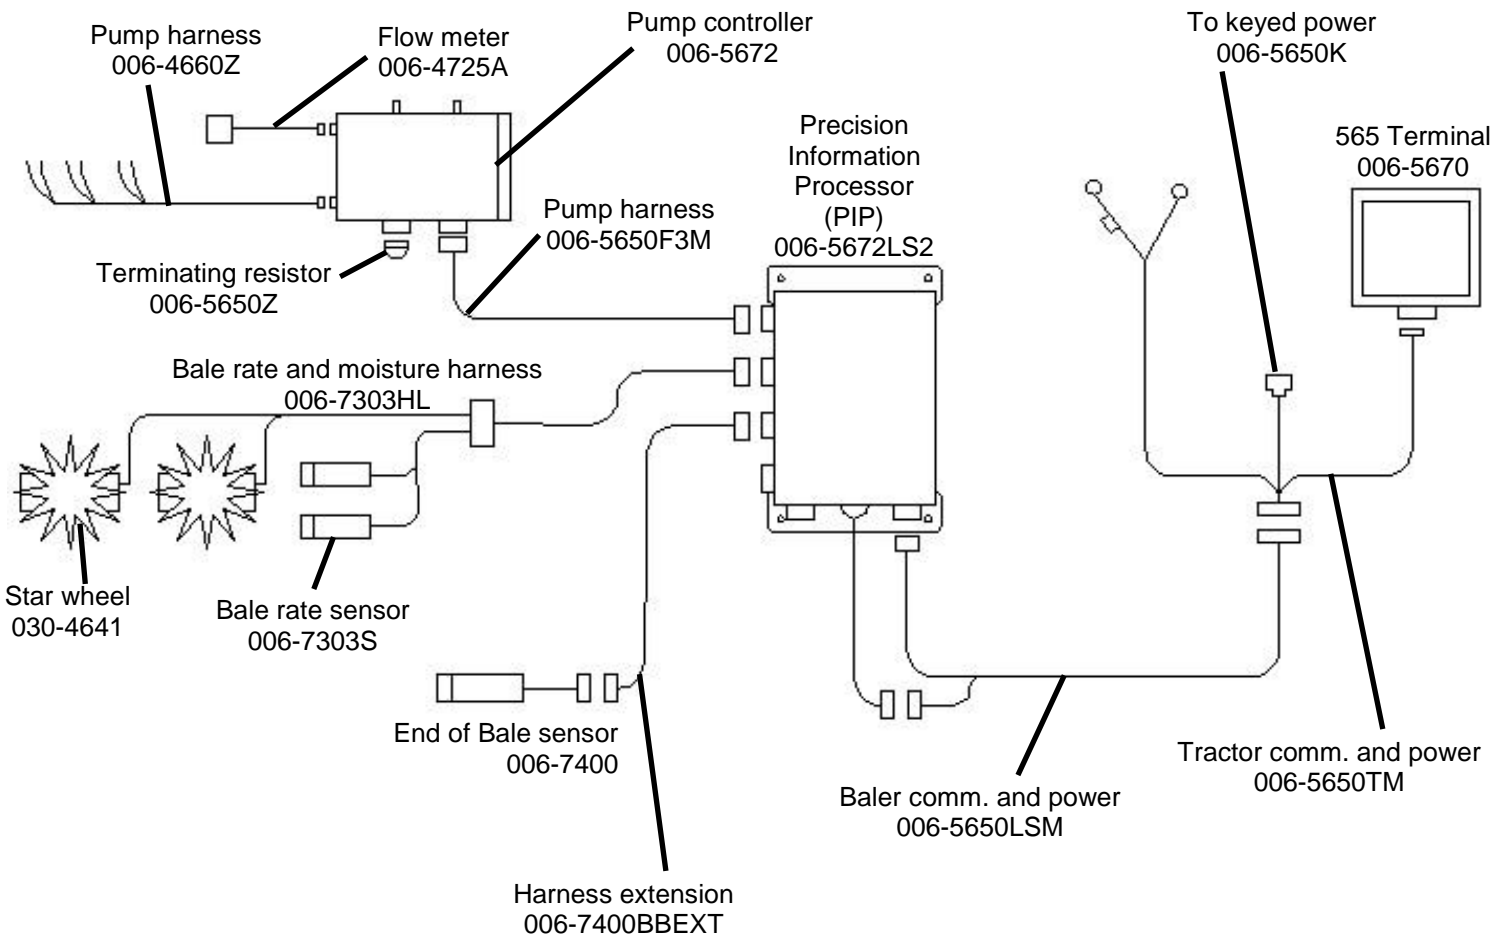 Pump harness
006-4660Z
Flow meter
006-4725A
Pump controller
006-5672
To keyed power
006-5650K
Precision
Information
Processor
(PIP)
006-5672LS2
565 Terminal
006-5670
Pump harness
006-5650F3M
Terminating resistor
006-5650Z
Bale rate and moisture harness
006-7303HL
Star wheel
030-4641
Bale rate sensor
006-7303S
End of Bale sensor
006-7400
Tractor comm. and power
006-5650TM
Baler comm. and power
006-5650LSM
Harness extension
006-7400BBEXT